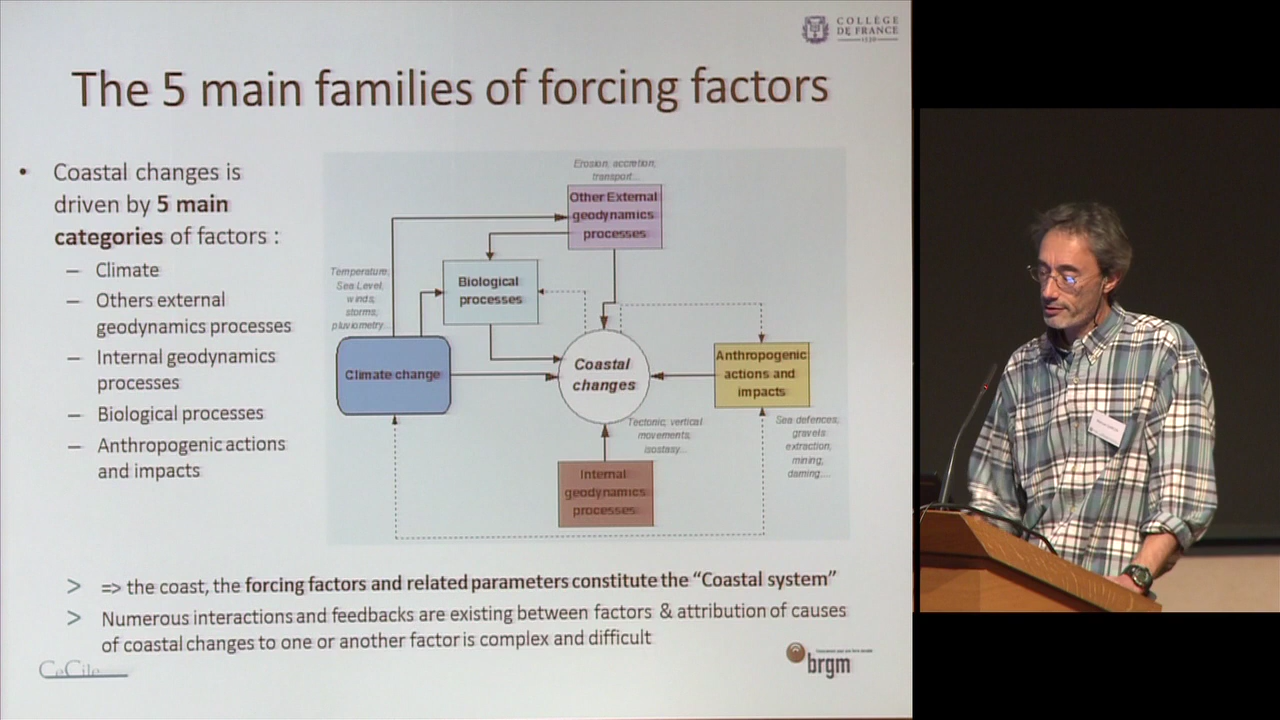 COLLÈGE
DE FRANCE
1530
The 5 main families of forcing factors
• Coastal changes is
driven by 5 main
categories of factors :
– Climate
– Others external
geodynamics processes
– Internal geodynamics
processes
– Biological processes
– Anthropogenic actions
and impacts
Erosion, accretion,
transport...
Other External
geodynamics
processes
Temperature,
Sea Level,
winds,
storms,
pluviometry...
Biological
processes
Climate change
Coastal
changes
Anthropogenic
actions and
impacts
Tectonic, vertical
movements,
isostasy...
Sea defences,
gravels
extraction,
mining,
daming...
Internal
geodynamics
processes
> => the coast, the forcing factors and related parameters constitute the “Coastal system”
> Numerous interactions and feedbacks are existing between factors & attribution of causes
of coastal changes to one or another factor is complex and difficult
CeCile
brgm